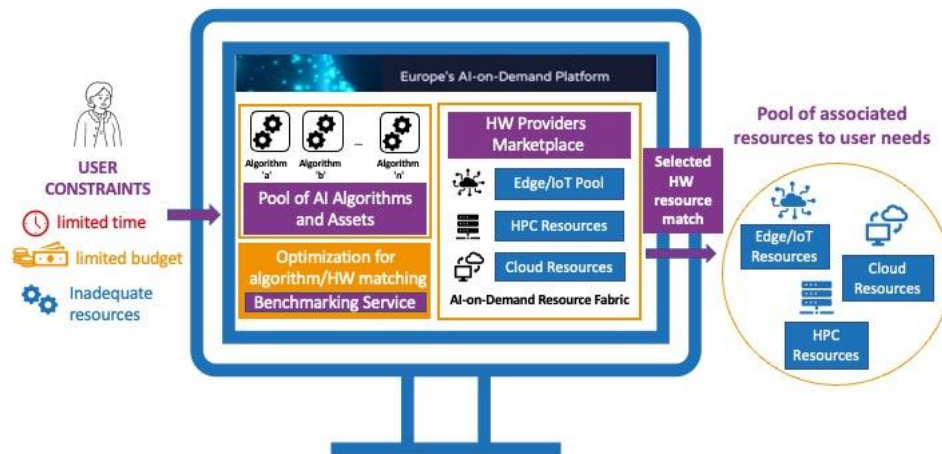 Europe's AI-on-Demand Platform
USER
CONSTRAINTS
limited time
limited budget
Inadequate
resources
Algorithm
'a'
Algorithm
'b'
...
Algorithm
'n'
Pool of AI Algorithms
and Assets
Optimization for
algorithm/HW matching
Benchmarking Service
HW Providers
Marketplace
Edge/IoT Pool
HPC Resources
Cloud Resources
AI-on-Demand Resource Fabric
Selected
HW
resource
match
Pool of associated
resources to user needs
Edge/IoT
Resources
Cloud
Resources
HPC
Resources